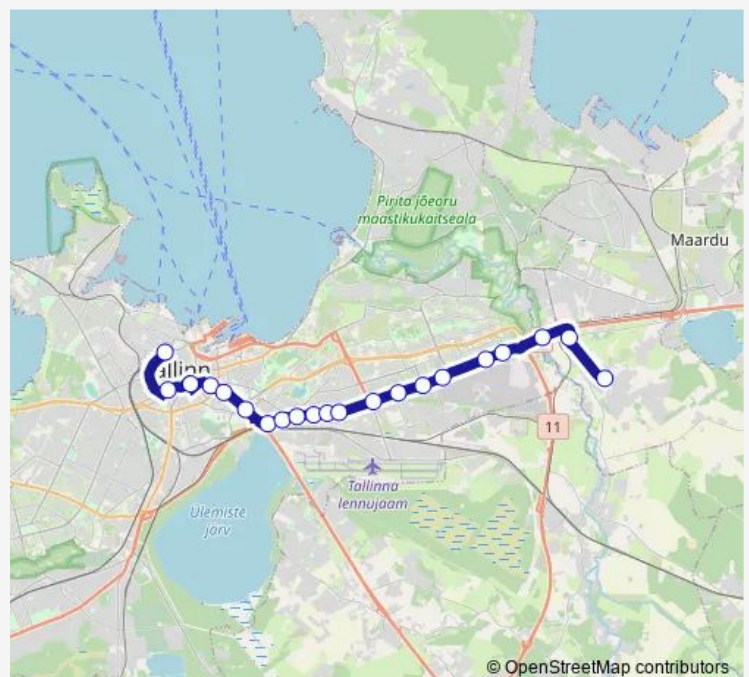 Pirita jõeoru
maastikukaitseala
Maardu
allinn
11
Tallinna
lennujaam
Ülemiste
järv
© OpenStreetMap contributors